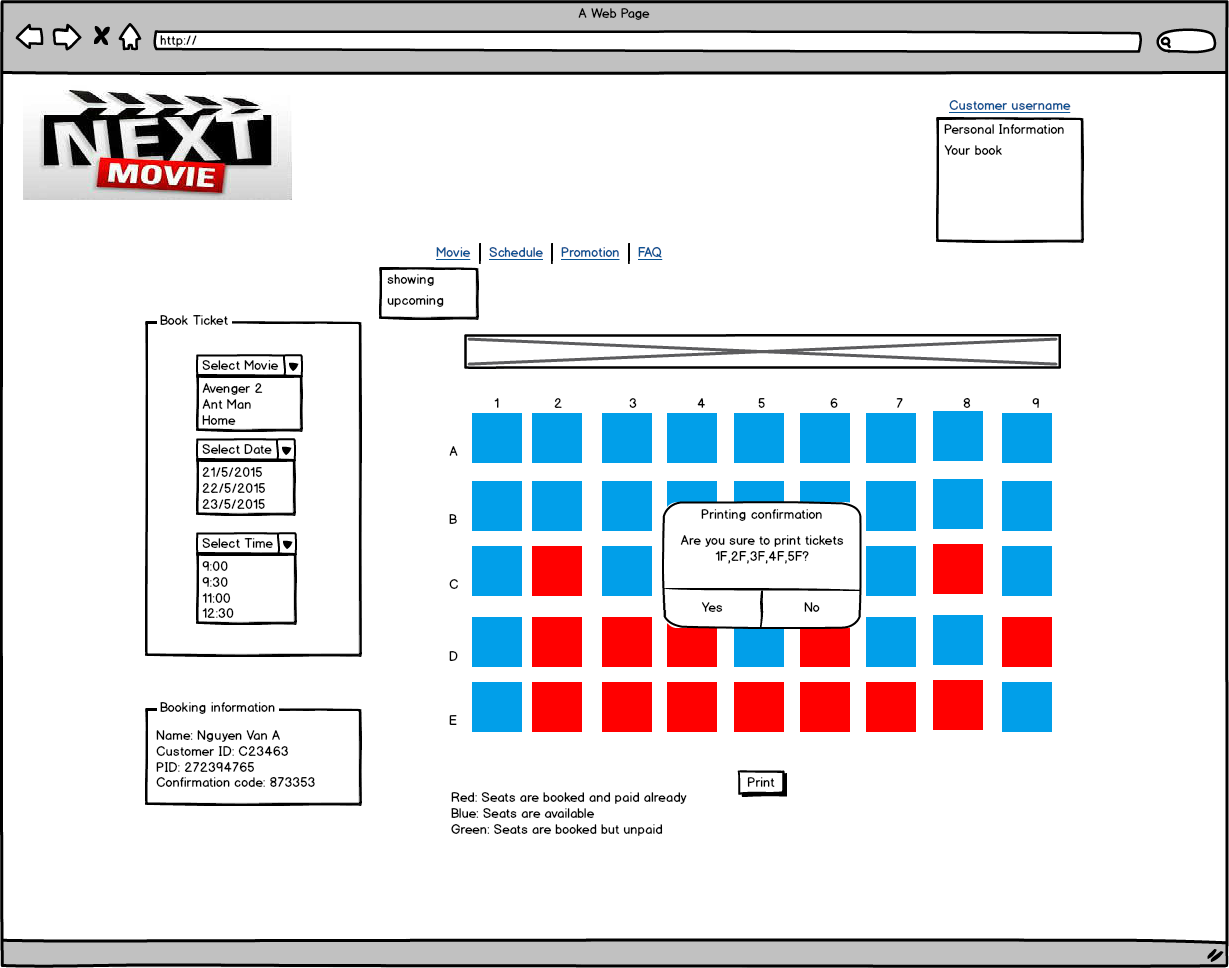 A Web Page
http://
NEXT
MOVIE
Customer username
Personal Information
Your book
Movie Schedule Promotion FAQ
showing
upcoming
Book Ticket
Select Movie
Avenger 2
Ant Man
Home
Select Date
21/5/2015
22/5/2015
23/5/2015
Select Time
9:00
9:30
11:00
12:30
1 2 3 4 5 6 7 8 9
A
B
C
D
E
Printing confirmation
Are you sure to print tickets
1F,2F,3F,4F,5F?
Yes No
Booking information
Name: Nguyen Van A
Customer ID: C23463
PID: 272394765
Confirmation code: 873353
Print
Red: Seats are booked and paid already
Blue: Seats are available
Green: Seats are booked but unpaid